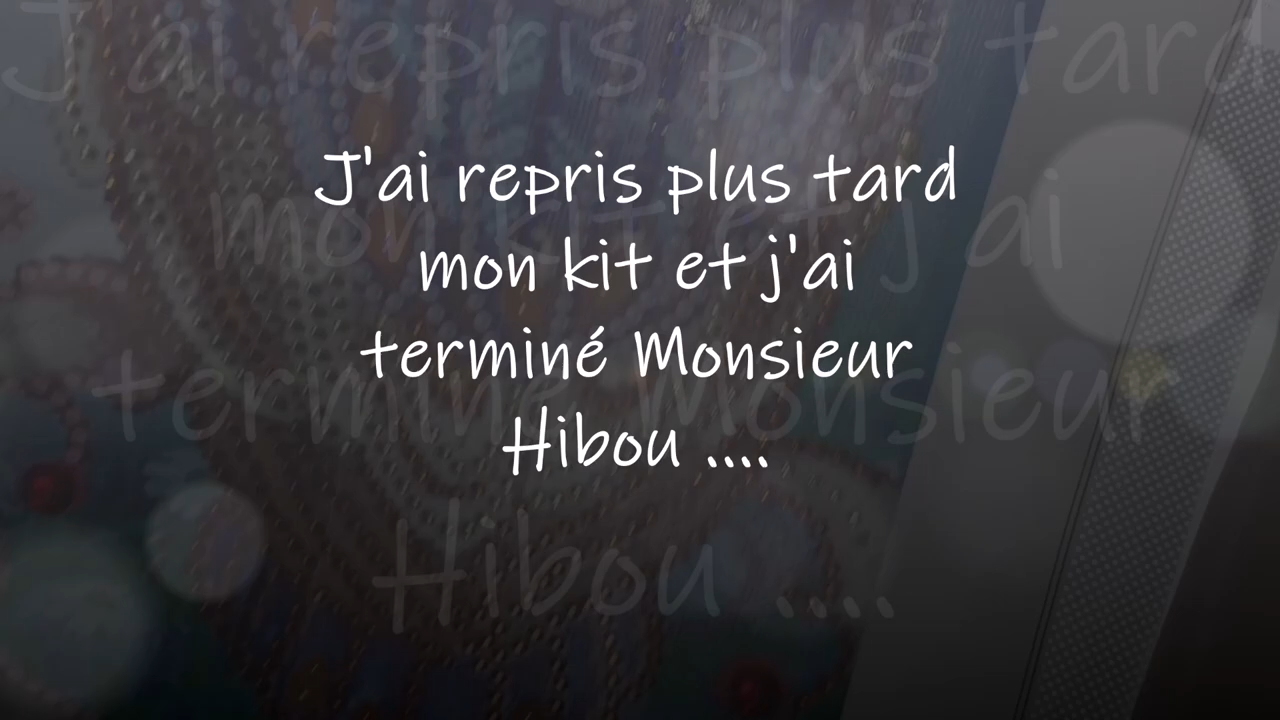 J'ai repris plus tard
mon kit et j'ai
terminé Monsieur
Hibou ....